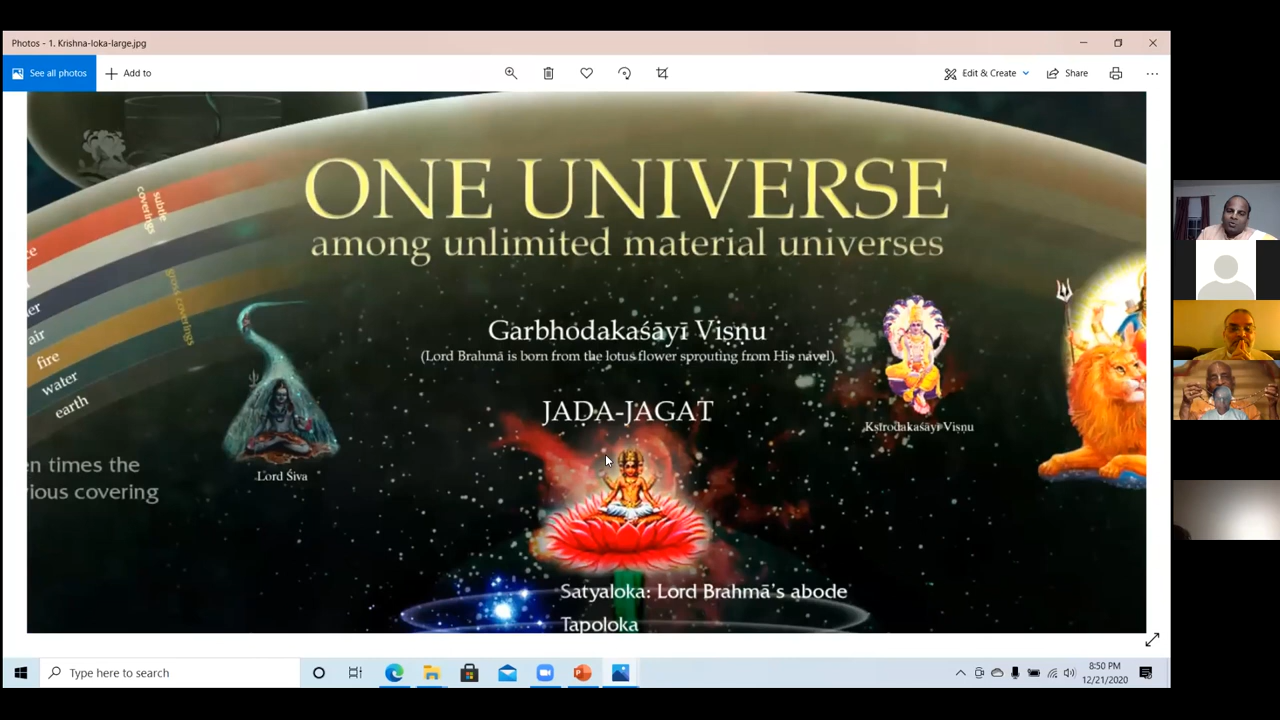 Photos - 1. Krishna-loka-large.jpg
See all photos
Add to
Edit & Create
Share
ONE UNIVERSE
among unlimited material universes
subtle
coverings
gross coverings
air
fire
water
earth
Garbhodakaśāyī Viṣṇu
(Lord Brahmā is born from the lotus flower sprouting from His navel)
JAḌA-JAGAT
Kṣīrodakaśāyī Viṣṇu
Lord Śiva
en times the
vious covering
Satyaloka: Lord Brahmā's abode
Tapoloka
Type here to search
8:50 PM
12/21/2020